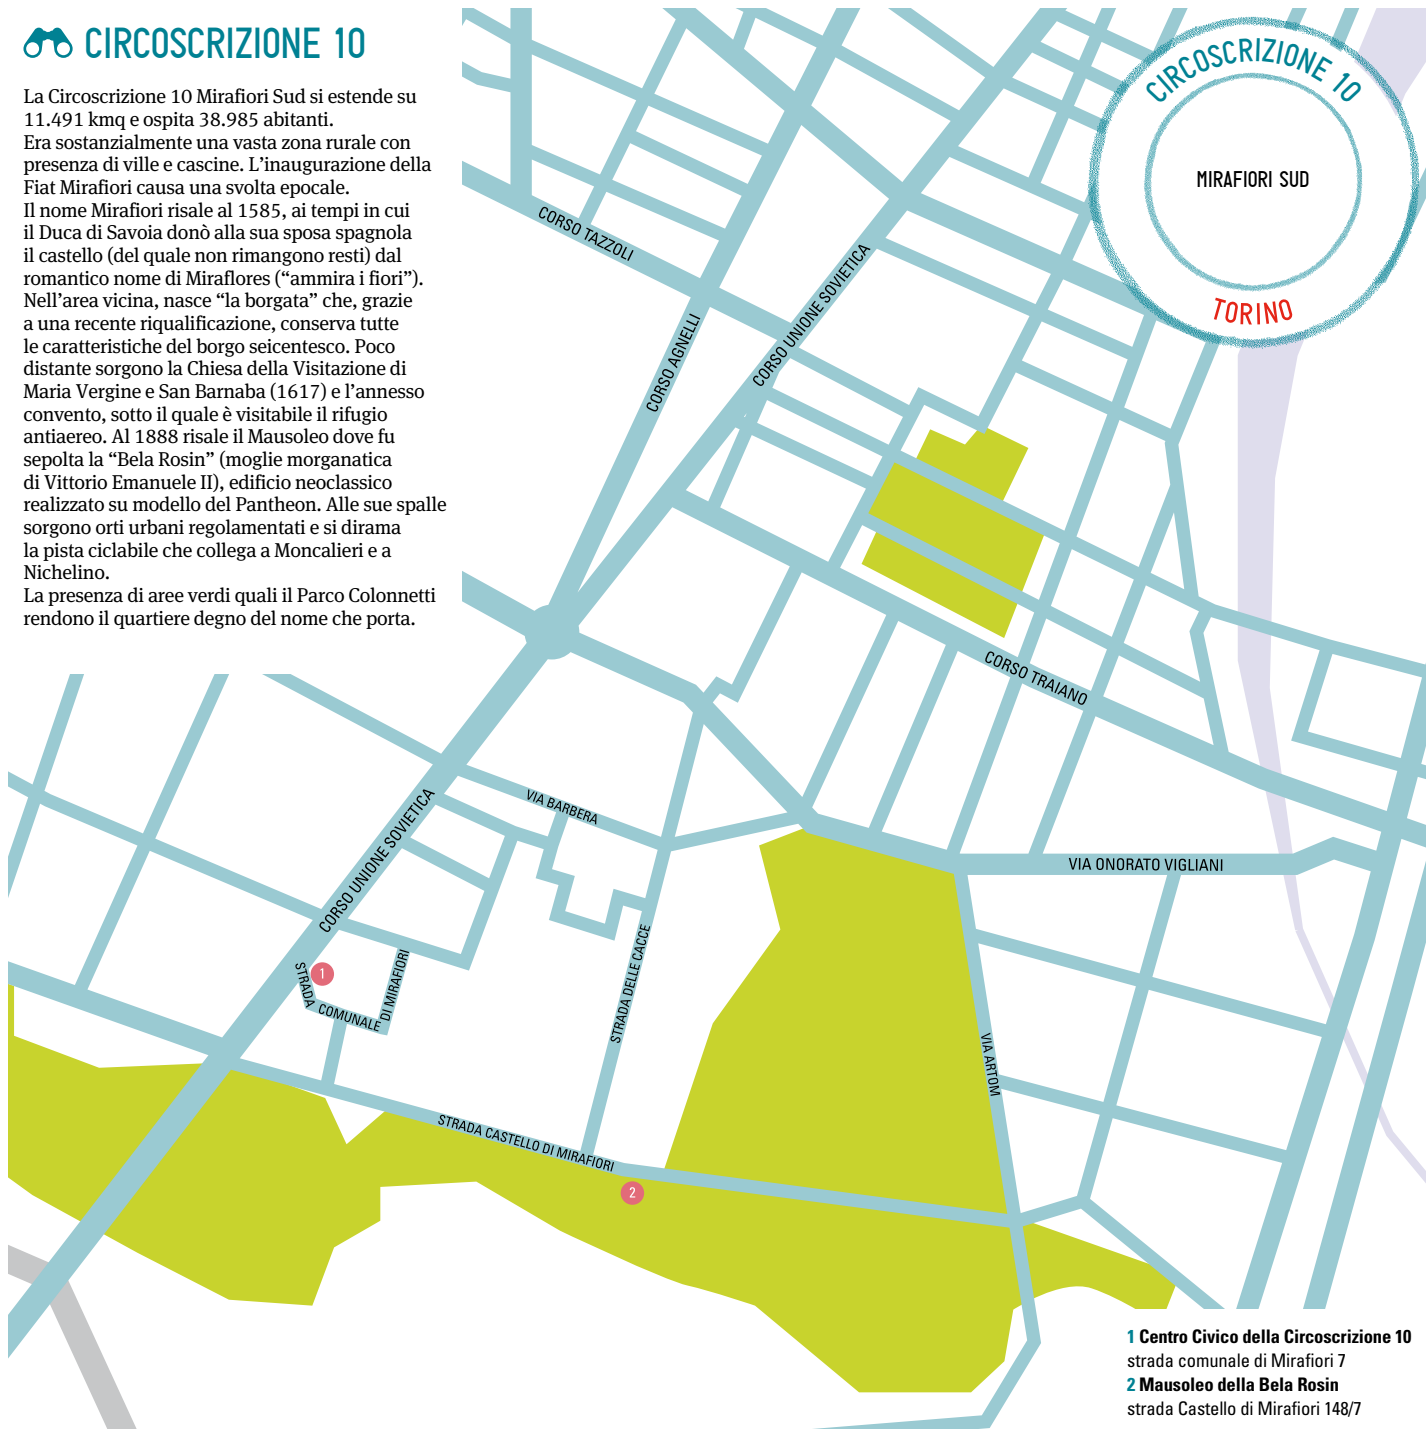 CIRCOSCRIZIONE 10
La Circoscrizione 10 Mirafiori Sud si estende su
11.491 kmq e ospita 38.985 abitanti.
Era sostanzialmente una vasta zona rurale con
presenza di ville e cascine. L’inaugurazione della
Fiat Mirafiori causa una svolta epocale.
Il nome Mirafiori risale al 1585, ai tempi in cui
il Duca di Savoia donò alla sua sposa spagnola
il castello (del quale non rimangono resti) dal
romantico nome di Miraflores (“ammira i fiori”).
Nell’area vicina, nasce “la borgata” che, grazie
a una recente riqualificazione, conserva tutte
le caratteristiche del borgo seicentesco. Poco
distante sorgono la Chiesa della Visitazione di
Maria Vergine e San Barnaba (1617) e l’annesso
convento, sotto il quale è visitabile il rifugio
antiaereo. Al 1888 risale il Mausoleo dove fu
sepolta la “Bela Rosin” (moglie morganatica
di Vittorio Emanuele II), edificio neoclassico
realizzato su modello del Pantheon. Alle sue spalle
sorgono orti urbani regolamentati e si dirama
la pista ciclabile che collega a Moncalieri e a
Nichelino.
La presenza di aree verdi quali il Parco Colonnetti
rendono il quartiere degno del nome che porta.
CIRCOSCRIZIONE 10
MIRAFIORI SUD
TORINO
CORSO TAZZOLI
CORSO AGNELLI
CORSO UNIONE SOVIETICA
CORSO TRAIANO
VIA BARBERA
CORSO UNIONE SOVIETICA
VIA ONORATO VIGLIANI
STRADA DELLE CACCE
STRADA
COMUNALE
DI MIRAFIORI
1
VIA ARTOM
STRADA CASTELLO DI MIRAFIORI
2
1 Centro Civico della Circoscrizione 10
strada comunale di Mirafiori 7
2 Mausoleo della Bela Rosin
strada Castello di Mirafiori 148/7